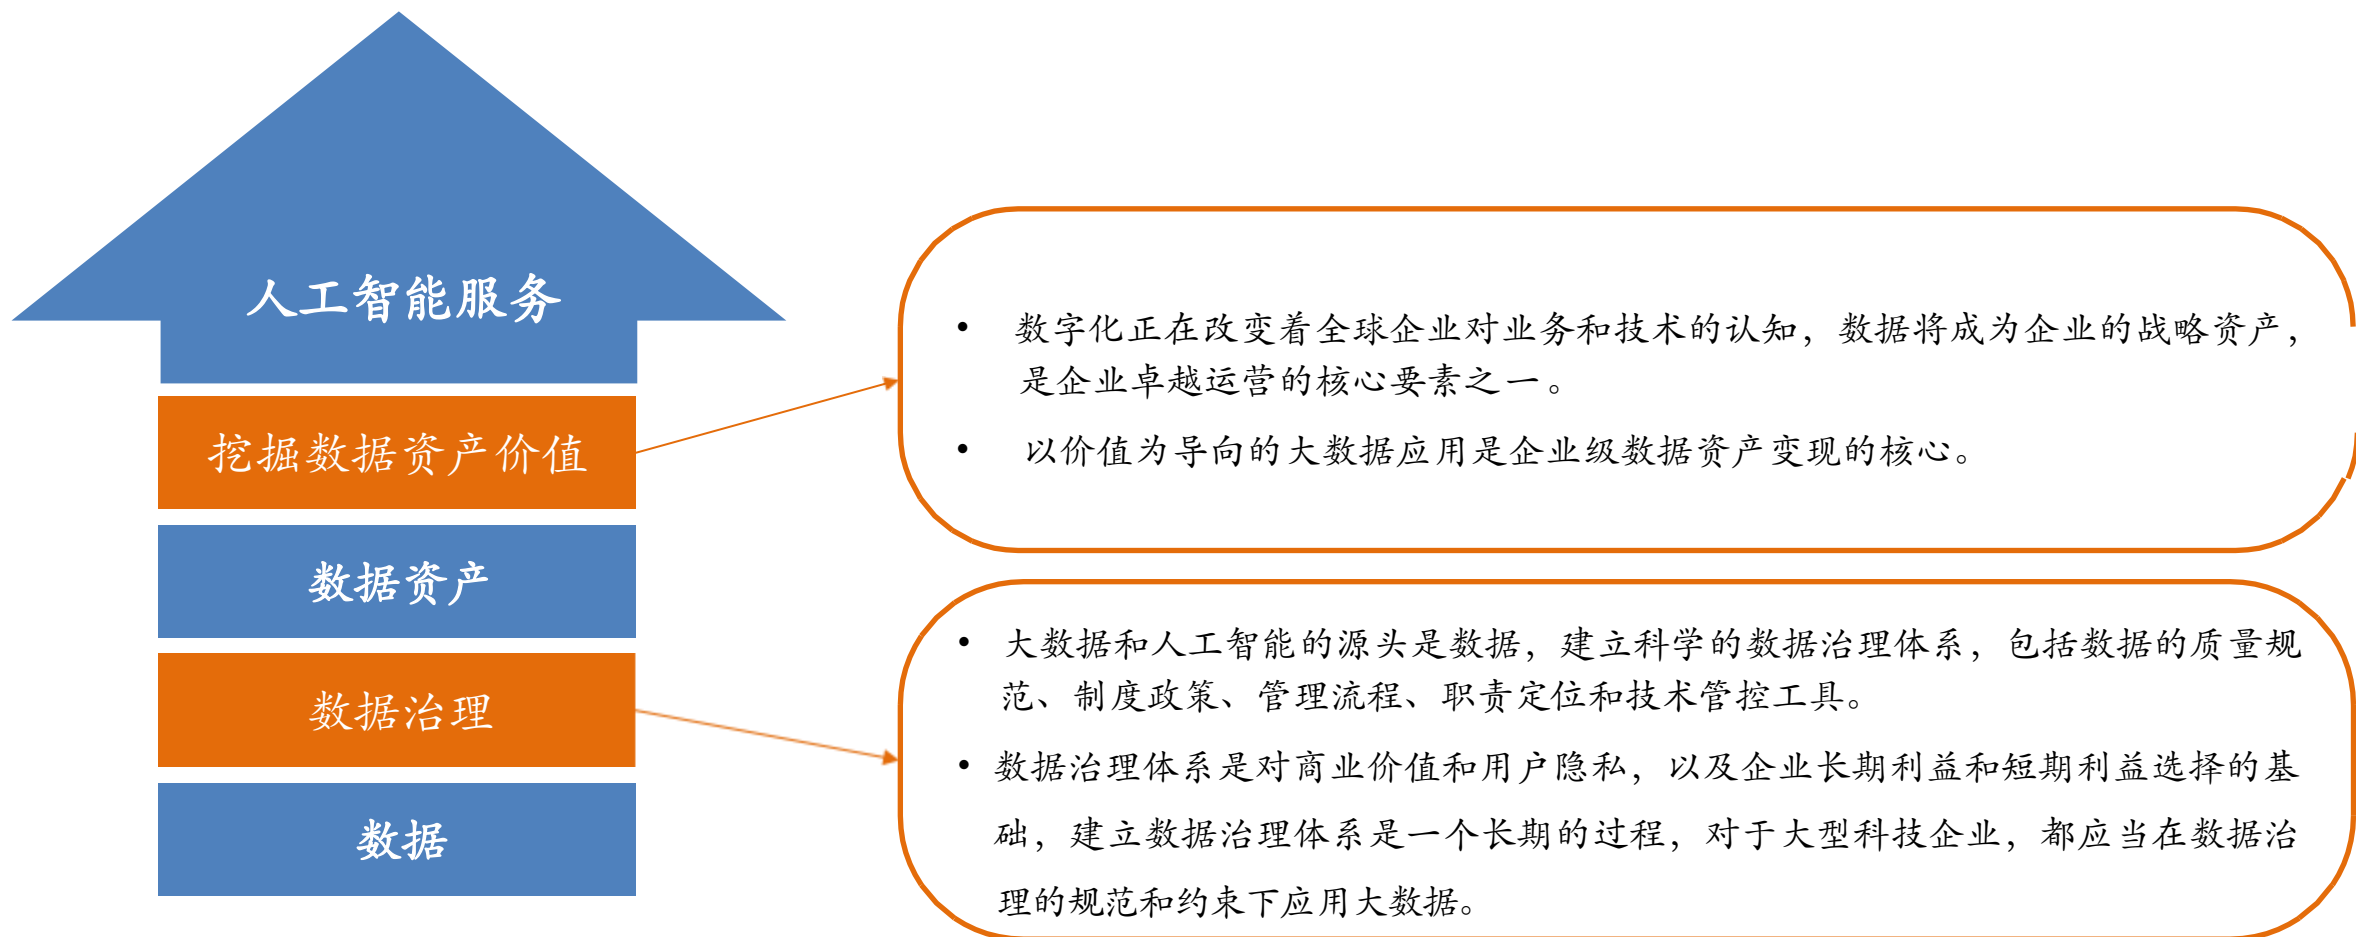 人工智能服务
挖掘数据资产价值
数据资产
数据治理
数据
• 数字化正在改变着全球企业对业务和技术的认知，数据将成为企业的战略资产，
是企业卓越运营的核心要素之一。
• 以价值为导向的大数据应用是企业级数据资产变现的核心。
• 大数据和人工智能的源头是数据，建立科学的数据治理体系，包括数据的质量规
范、制度政策、管理流程、职责定位和技术管控工具。
• 数据治理体系是对商业价值和用户隐私，以及企业长期利益和短期利益选择的基
础，建立数据治理体系是一个长期的过程，对于大型科技企业，都应当在数据治
理的规范和约束下应用大数据。